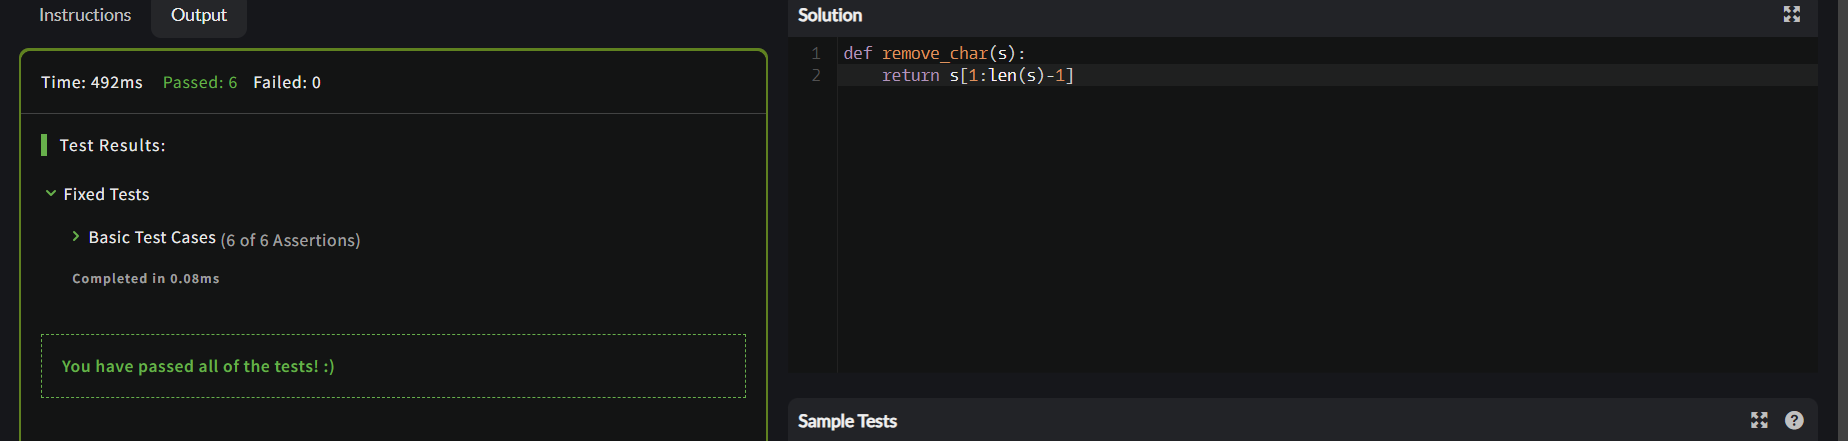 Instructions Output
Time: 492ms Passed: 6 Failed: 0
Test Results:
Fixed Tests
Basic Test Cases (6 of 6 Assertions)
Completed in 0.08ms
You have passed all of the tests! :)
Solution
1 def remove_char(s):
2     return s[1:len(s)-1]
Sample Tests
?